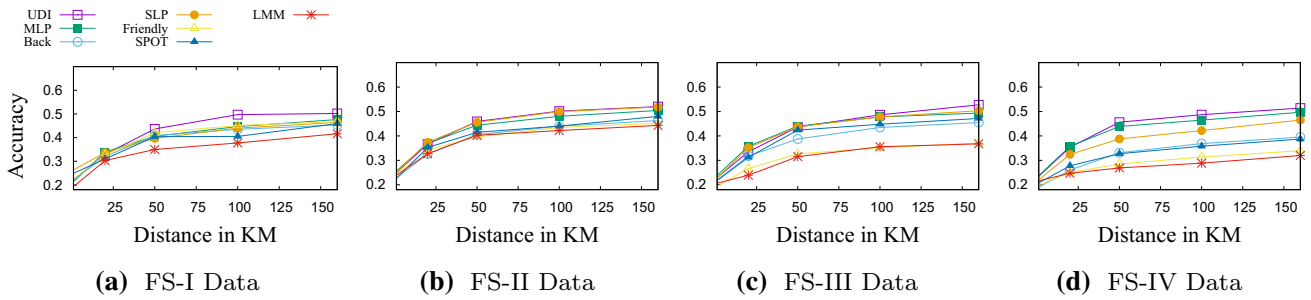 UDI SLP LMM
MLP Friendly
Back SPOT
Accuracy
0.5
0.4
0.3
0.2
25 50 75 100 125 150
Distance in KM
(a) FS-I Data
0.6
0.5
0.4
0.3
0.2
25 50 75 100 125 150
Distance in KM
(b) FS-II Data
0.6
0.5
0.4
0.3
0.2
25 50 75 100 125 150
Distance in KM
(c) FS-III Data
0.6
0.5
0.4
0.3
0.2
25 50 75 100 125 150
Distance in KM
(d) FS-IV Data